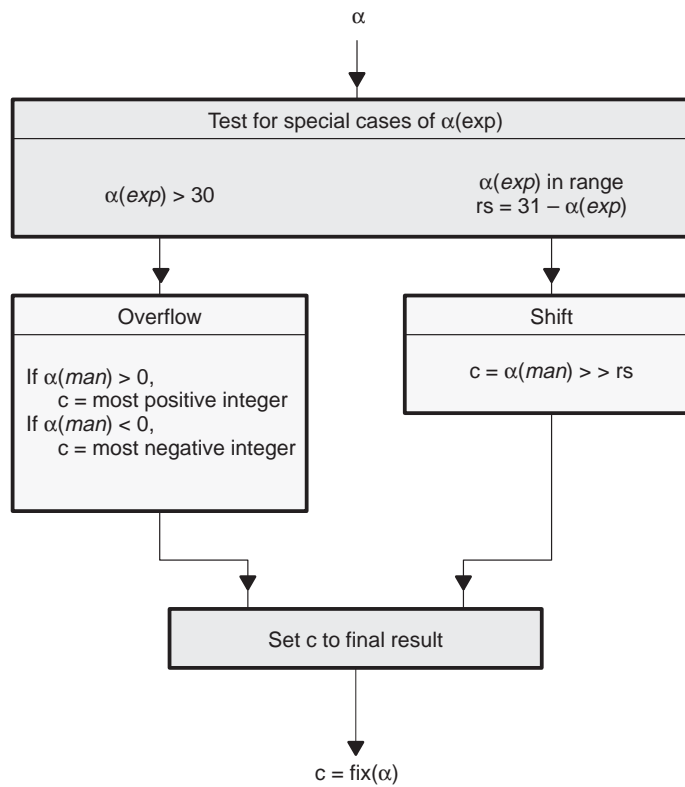 α
Test for special cases of α(exp)
α(exp) > 30
α(exp) in range
rs = 31 – α(exp)
Overflow
If α(man) > 0,
c = most positive integer
If α(man) < 0,
c = most negative integer
Shift
c = α(man) > > rs
Set c to final result
c = fix(α)